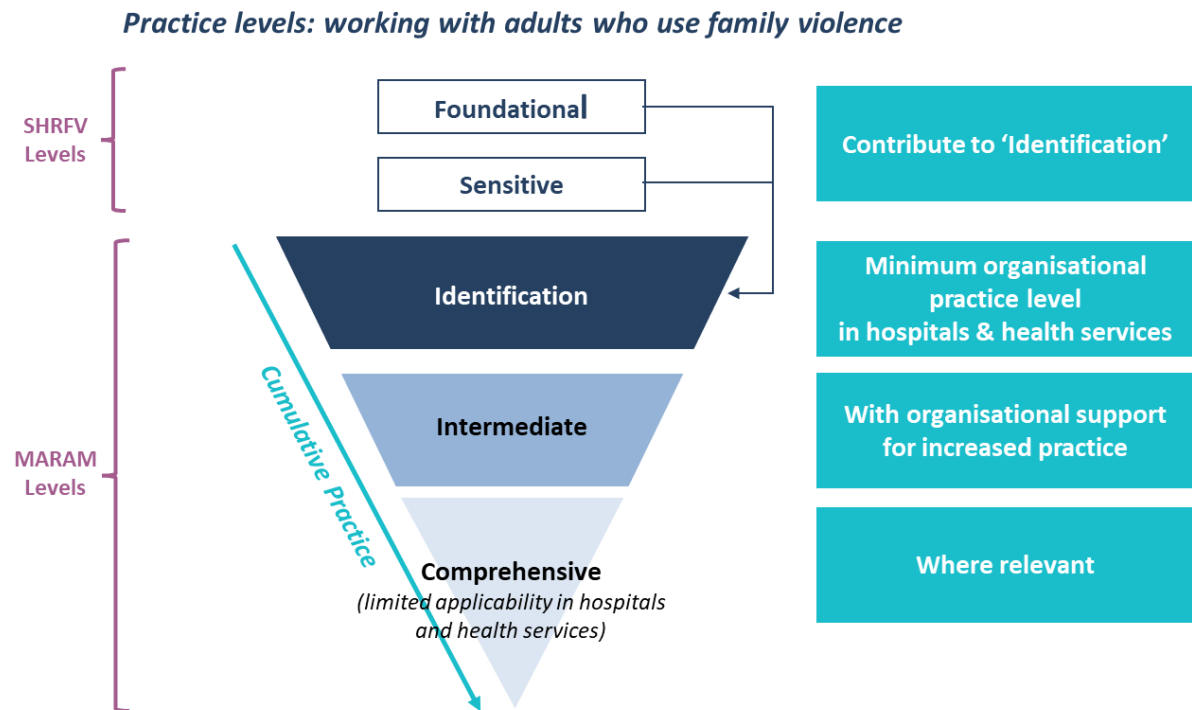 Practice levels: working with adults who use family violence
SHRFV
Levels
Foundational
Sensitive
Contribute to ‘Identification’
Identification
Minimum organisational
practice level
in hospitals & health services
Cumulative Practice
MARAM
Levels
Intermediate
With organisational support
for increased practice
Comprehensive
(limited applicability in hospitals
and health services)
Where relevant